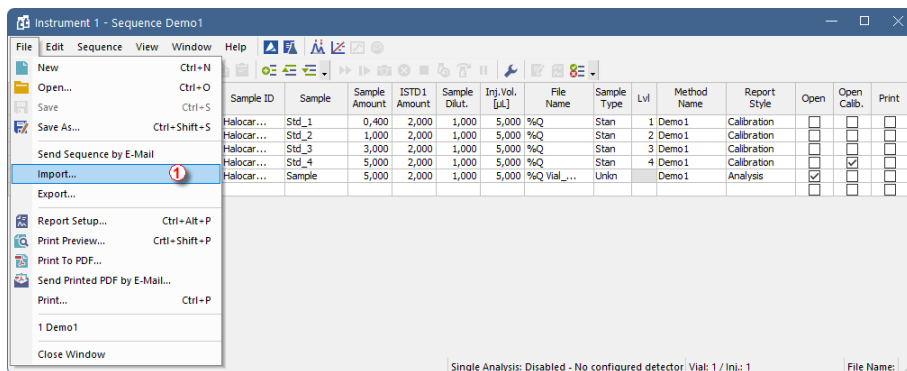 Instrument 1 - Sequence Demo1
File Edit Sequence View Window Help
New Ctrl+N
Open... Ctrl+O
Save Ctrl+S
Save As... Ctrl+Shift+S
Send Sequence by E-Mail
Import... 1
Export...
Report Setup... Ctrl+Alt+P
Print Preview... Crtl+Shift+P
Print To PDF...
Send Printed PDF by E-Mail...
Print... Ctrl+P
1 Demo1
Close Window
Sample ID Sample Sample Amount ISTD1 Amount Sample Dilut. Inj.Vol. [µL] File Name Sample Type Lvl Method Name Report Style Open Open Calib. Print
Halocar... Std_1 0,400 2,000 1,000 5,000 %Q Stan 1 Demo1 Calibration
Halocar... Std_2 1,000 2,000 1,000 5,000 %Q Stan 2 Demo1 Calibration
Halocar... Std_3 3,000 2,000 1,000 5,000 %Q Stan 3 Demo1 Calibration
Halocar... Std_4 5,000 2,000 1,000 5,000 %Q Stan 4 Demo1 Calibration
Halocar... Sample 5,000 2,000 1,000 5,000 %Q Vial_... Unkn Demo1 Analysis
Single Analysis: Disabled - No configured detector Vial: 1 / Inj.: 1 File Name: